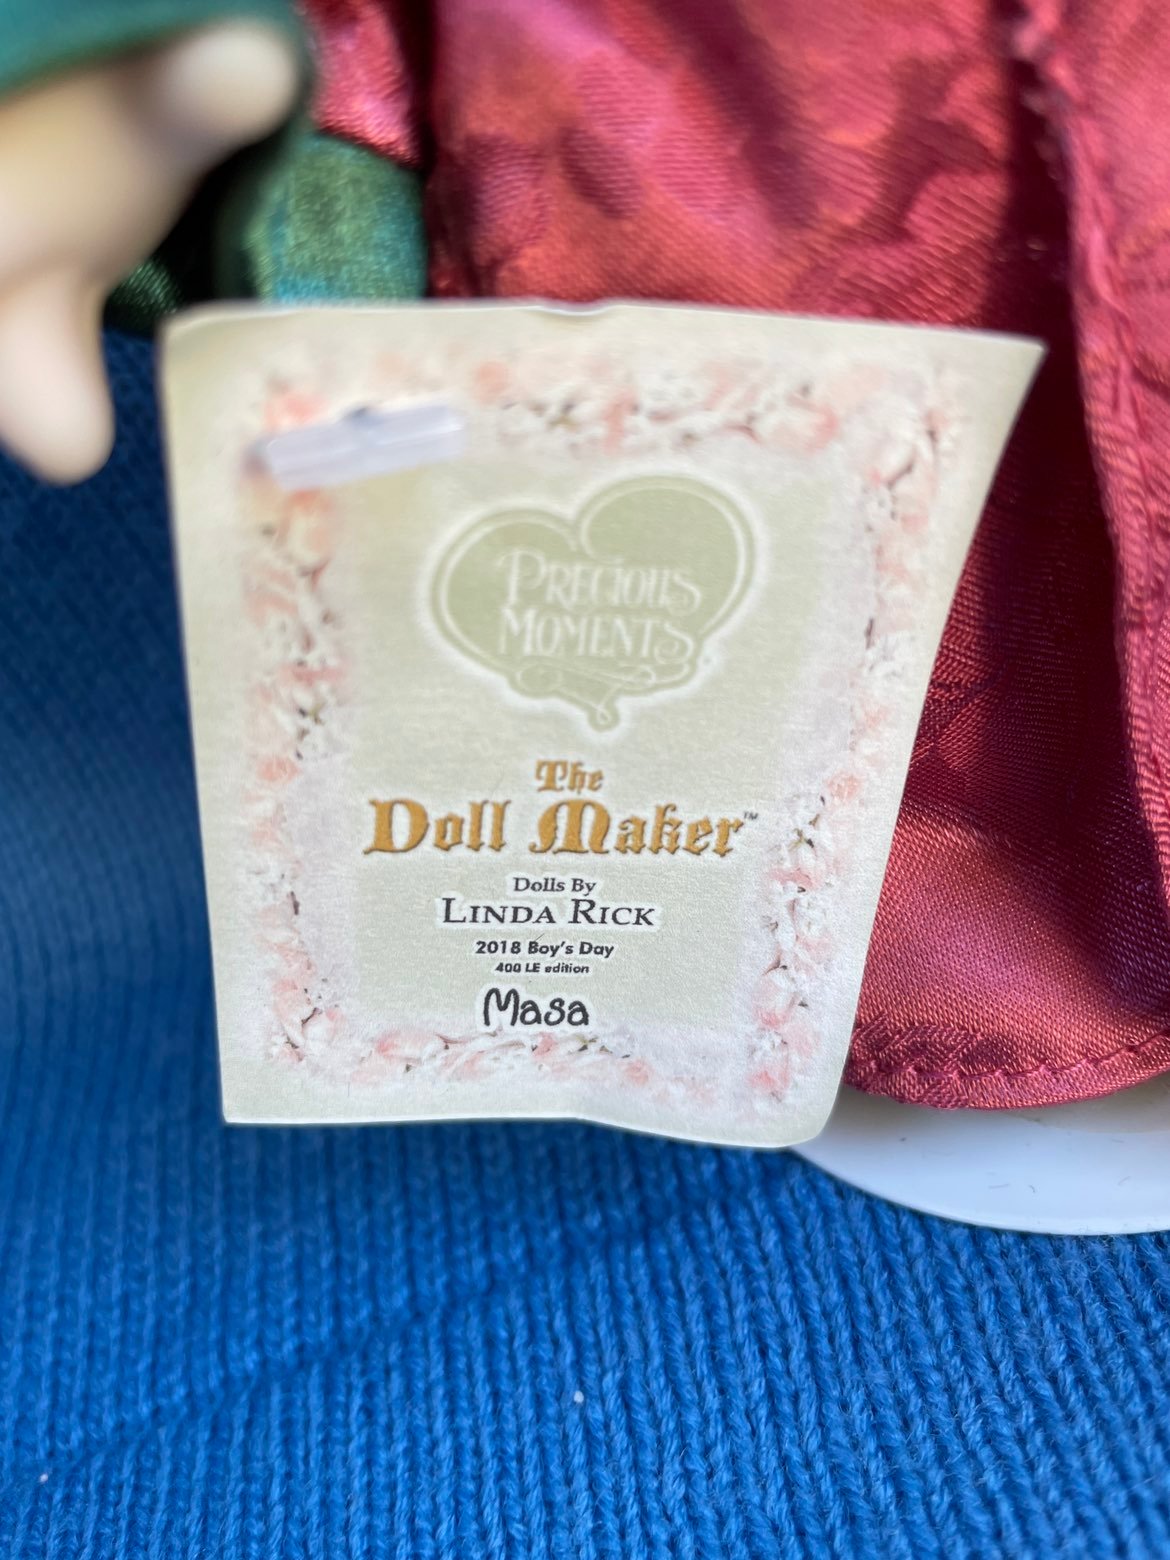 PRECIOUS
MOMENTS
The
Doll Maker™
Dolls By
LINDA RICK
2018 Boy's Day
400 LE edition
Masa